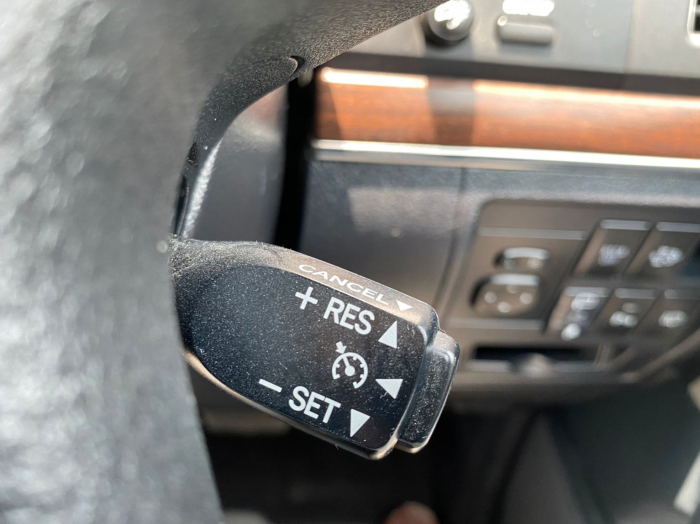 CANCEL ▼
+ RES ▲
◀
− SET ▼